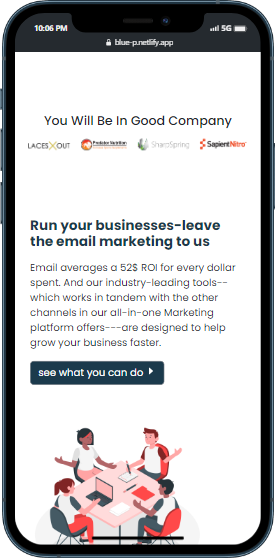 10:06 PM
5G
blue-p.netlify.app
You Will Be In Good Company
LACESXOUT
Predator Nutrition
SharpSpring
SapientNitro
Run your businesses-leave
the email marketing to us
Email averages a 52$ ROI for every dollar
spent. And our industry-leading tools--
which works in tandem with the other
channels in our all-in-one Marketing
platform offers---are designed to help
grow your business faster.
see what you can do